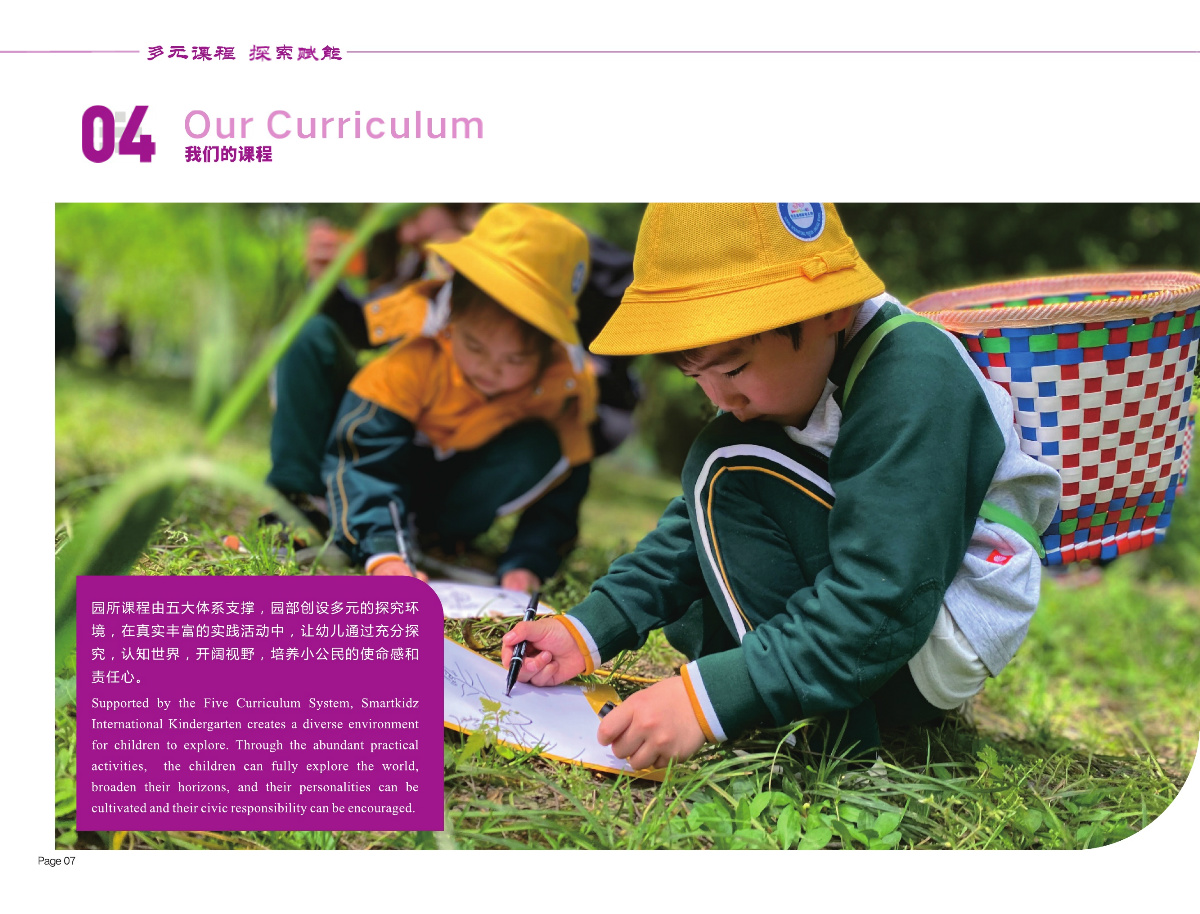 多元课程 探索赋能
04
Our Curriculum
我们的课程
园所课程由五大体系支撑，园部创设多元的探究环
境，在真实丰富的实践活动中，让幼儿通过充分探
究，认知世界，开阔视野，培养小公民的使命感和
责任心。
Supported by the Five Curriculum System, Smartkidz
International Kindergarten creates a diverse environment
for children to explore. Through the abundant practical
activities, the children can fully explore the world,
broaden their horizons, and their personalities can be
cultivated and their civic responsibility can be encouraged.
Page 07